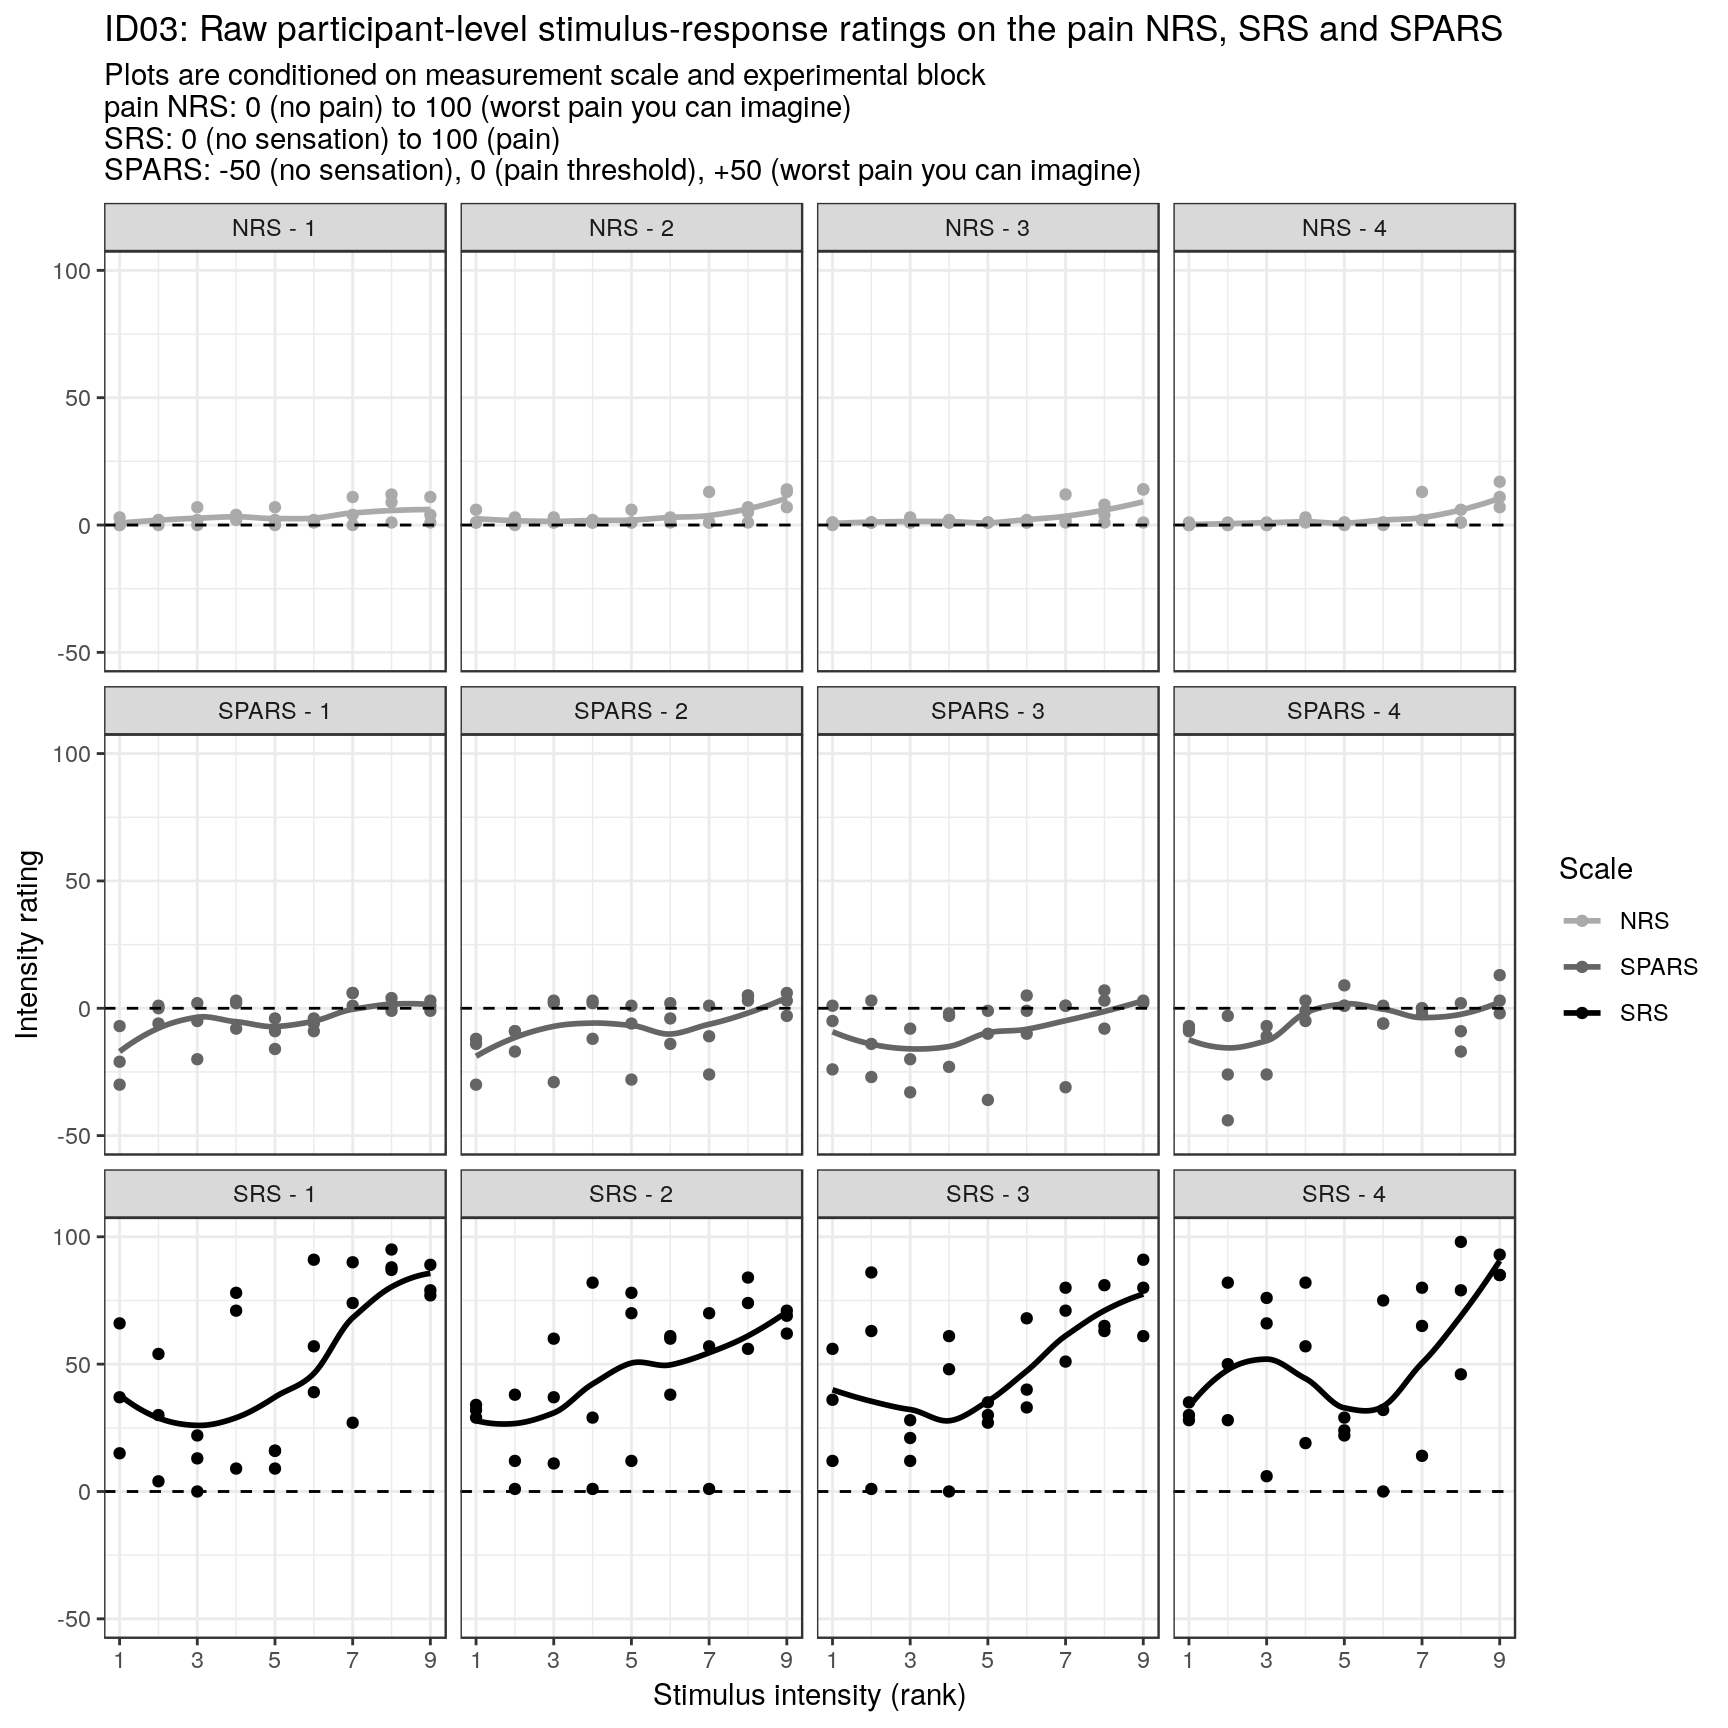 ID03: Raw participant-level stimulus-response ratings on the pain NRS, SRS and SPARS
Plots are conditioned on measurement scale and experimental block
pain NRS: 0 (no pain) to 100 (worst pain you can imagine)
SRS: 0 (no sensation) to 100 (pain)
SPARS: -50 (no sensation), 0 (pain threshold), +50 (worst pain you can imagine)
NRS - 1 NRS - 2 NRS - 3 NRS - 4
100
50
0
-50
SPARS - 1 SPARS - 2 SPARS - 3 SPARS - 4
100
50
0
-50
Intensity rating
SRS - 1 SRS - 2 SRS - 3 SRS - 4
100
50
0
-50
1 3 5 7 9 1 3 5 7 9 1 3 5 7 9 1 3 5 7 9
Stimulus intensity (rank)
Scale
NRS
SPARS
SRS